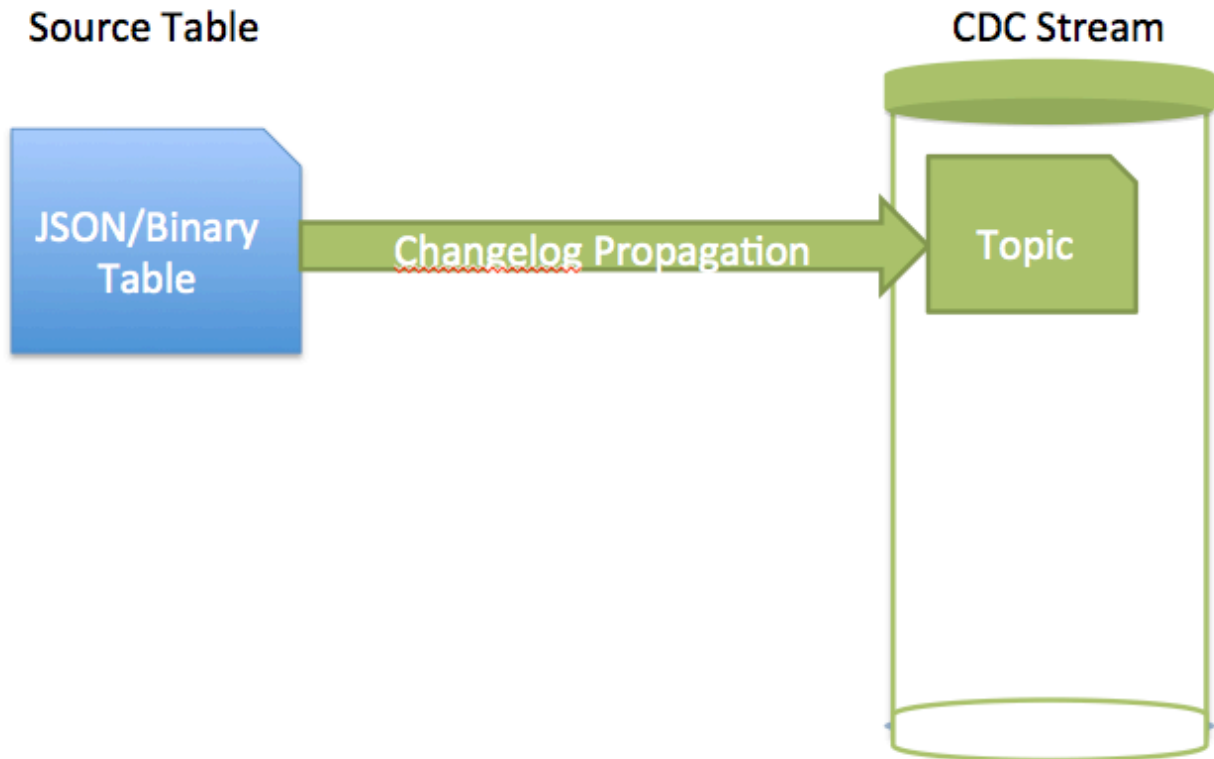 Source Table
CDC Stream
JSON/Binary
Table
Changelog Propagation
Topic